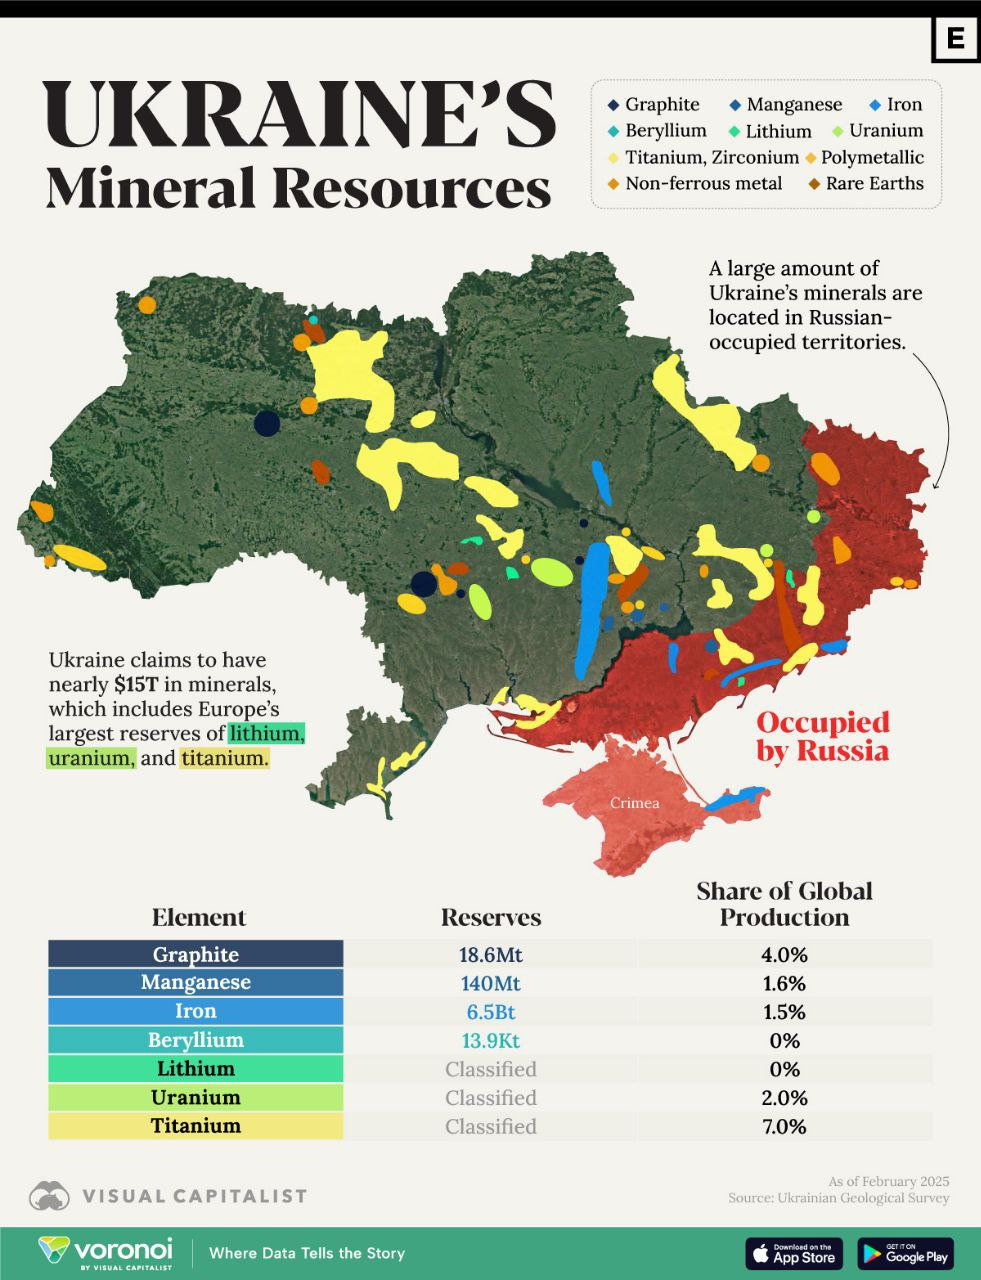 E
UKRAINE'S
Mineral Resources
Graphite Manganese Iron
Beryllium Lithium Uranium
Titanium, Zirconium Polymetallic
Non-ferrous metal Rare Earths
A large amount of
Ukraine's minerals are
located in Russian-
occupied territories.
Ukraine claims to have
nearly $15T in minerals,
which includes Europe's
largest reserves of lithium,
uranium, and titanium.
Occupied
by Russia
Crimea
Element Reserves Share of Global
Production
Graphite 18.6Mt 4.0%
Manganese 140Mt 1.6%
Iron 6.5Bt 1.5%
Beryllium 13.9Kt 0%
Lithium Classified 0%
Uranium Classified 2.0%
Titanium Classified 7.0%
VISUAL CAPITALIST
As of February 2025
Source: Ukrainian Geological Survey
voronoi
BY VISUAL CAPITALIST
Where Data Tells the Story
Download on the
App Store
GET IT ON
Google Play